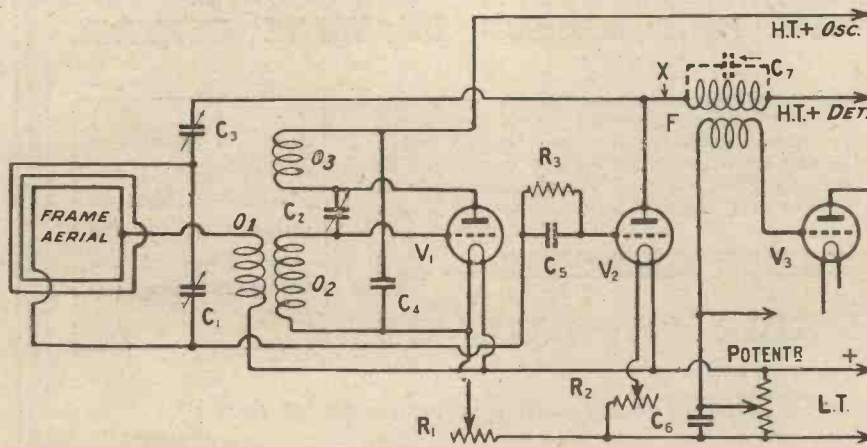 H.T.+ OSC.
C7
X
H.T.+ DET.
F
C3
O3
R3
FRAME
AERIAL
O1
C2
V1
C5
V2
V3
O2
C1
C4
POTENTR
+
R2
L.T.
R1
C6